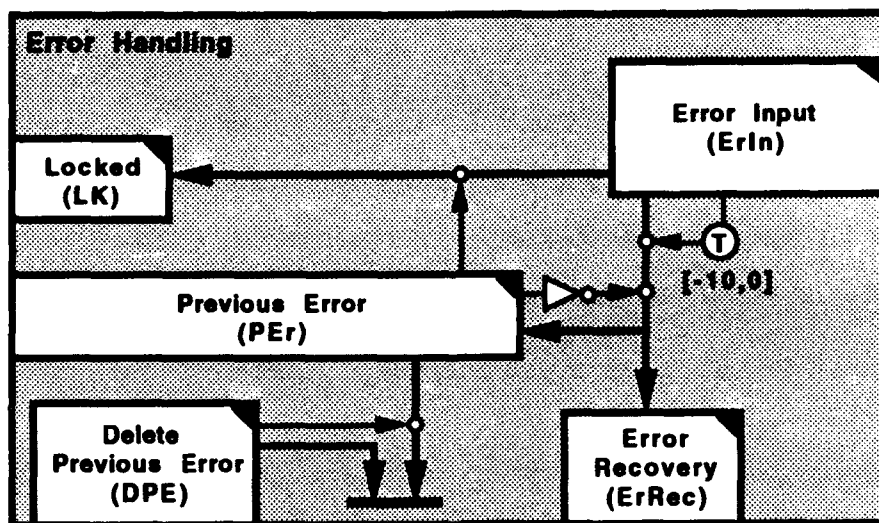 Error Handling
Error Input
(ErIn)
Locked
(LK)
T
[-10,0]
Previous Error
(PEr)
Delete
Previous Error
(DPE)
Error
Recovery
(ErRec)